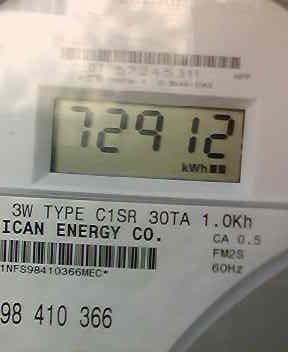 72912
kWh
3W TYPE C1SR 30TA 1.0Kh
ICAN ENERGY CO.
CA 0.5
FM2S
1NFS98410366MEC*
60Hz
98 410 366